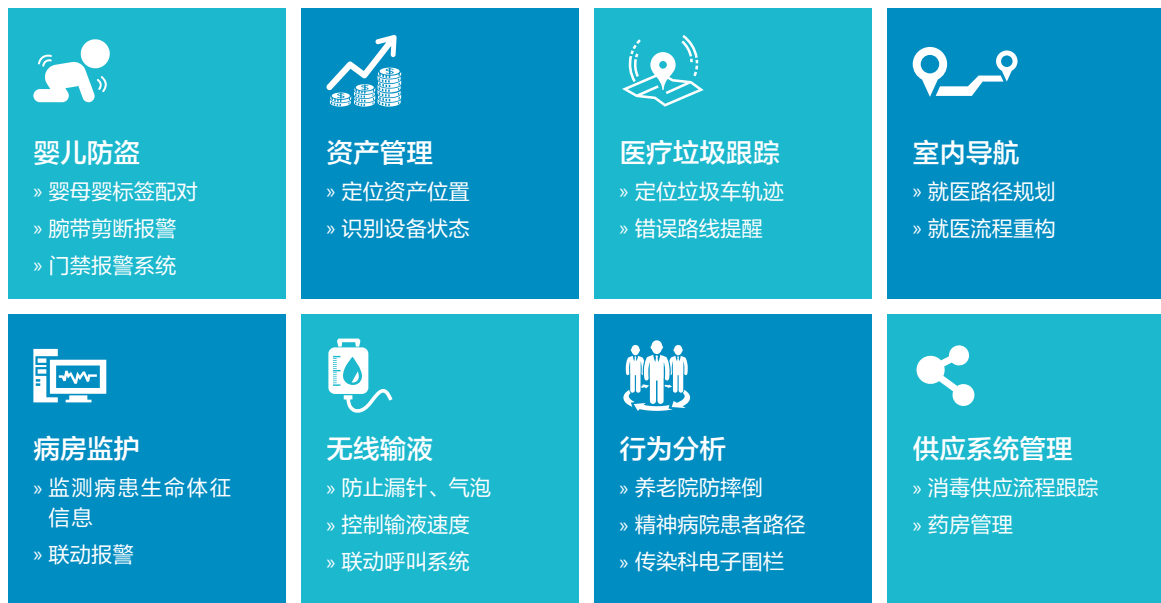 婴儿防盗
» 婴母婴标签配对
» 腕带剪断报警
» 门禁报警系统
资产管理
» 定位资产位置
» 识别设备状态
医疗垃圾跟踪
» 定位垃圾车轨迹
» 错误路线提醒
室内导航
» 就医路径规划
» 就医流程重构
病房监护
» 监测病患生命体征
信息
» 联动报警
无线输液
» 防止漏针、气泡
» 控制输液速度
» 联动呼叫系统
行为分析
» 养老院防摔倒
» 精神病院患者路径
» 传染科电子围栏
供应系统管理
» 消毒供应流程跟踪
» 药房管理